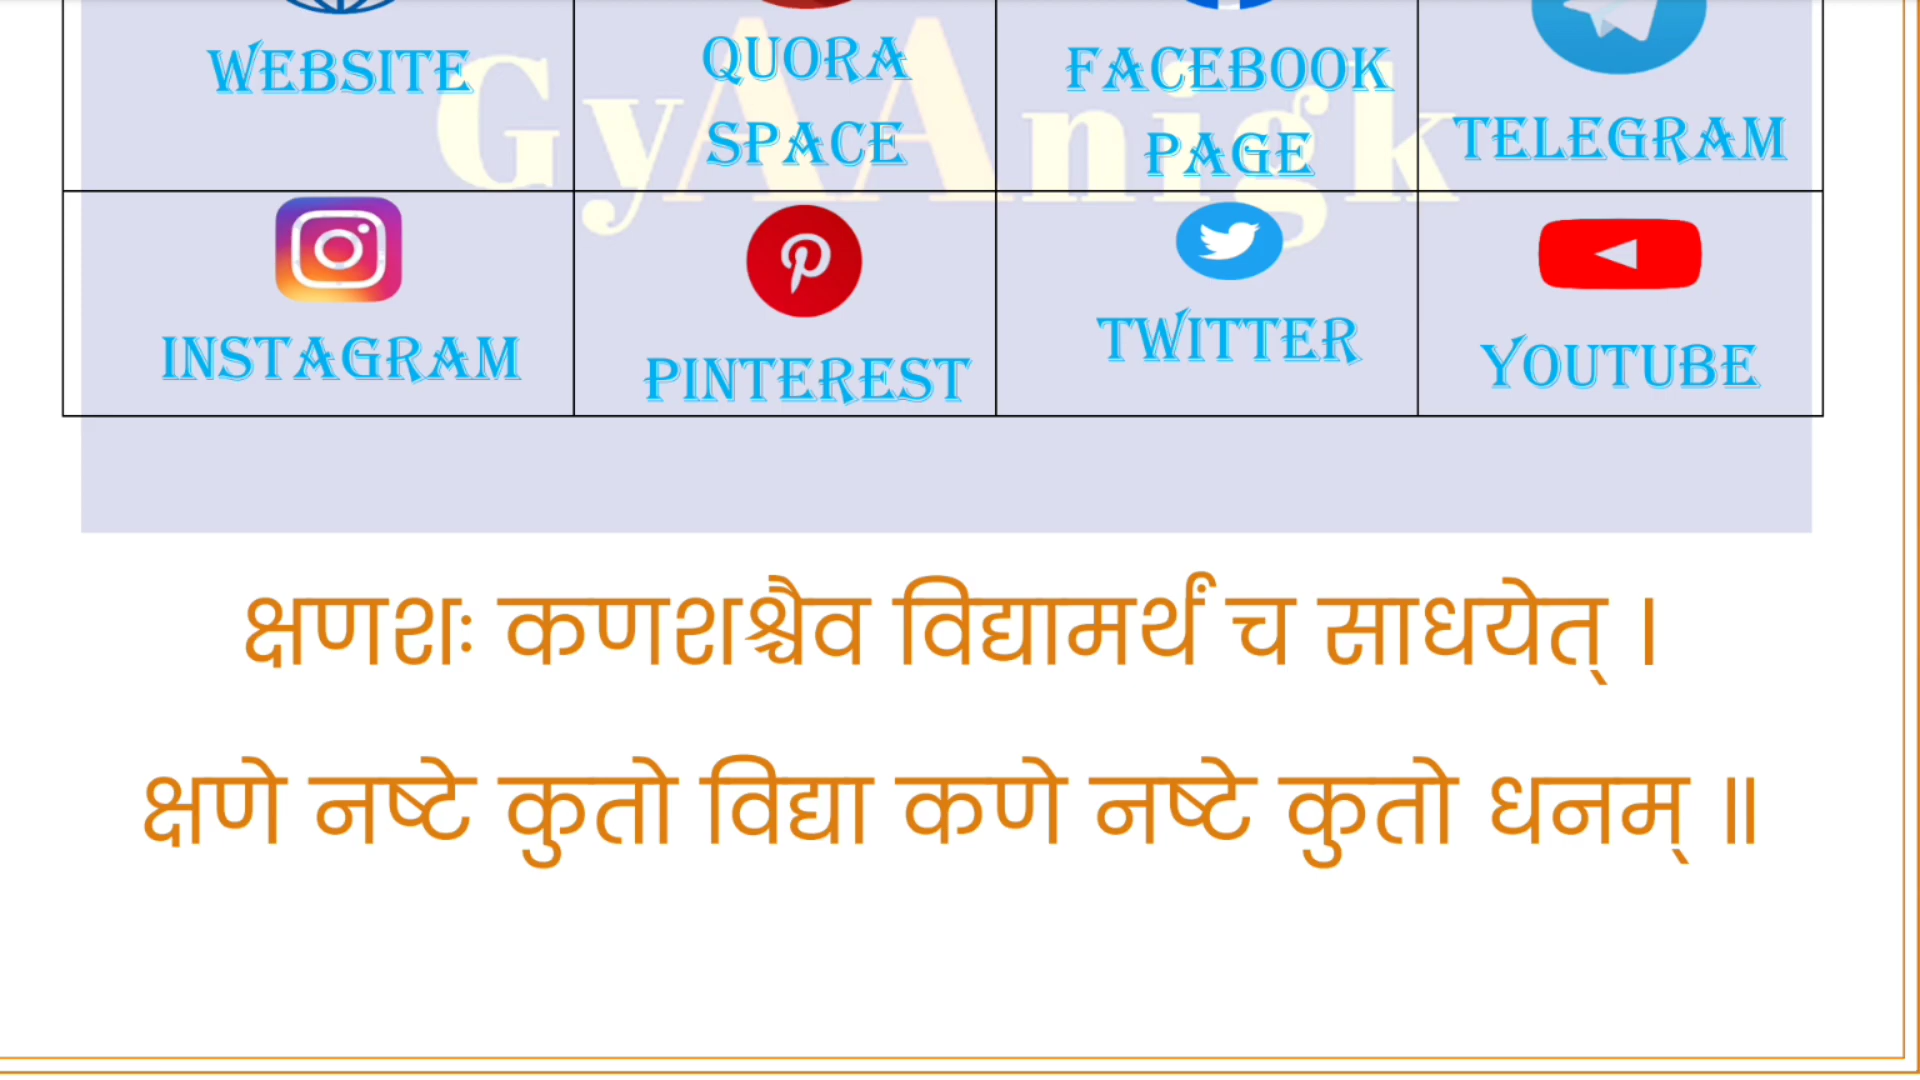 WEBSITE
QUORA
SPACE
FACEBOOK
PAGE
TELEGRAM
GyAAnigk
INSTAGRAM
PINTEREST
TWITTER
YOUTUBE
क्षणशः कणशश्चैव विद्यामर्थं च साधयेत् ।
क्षणे नष्टे कुतो विद्या कणे नष्टे कुतो धनम् ॥